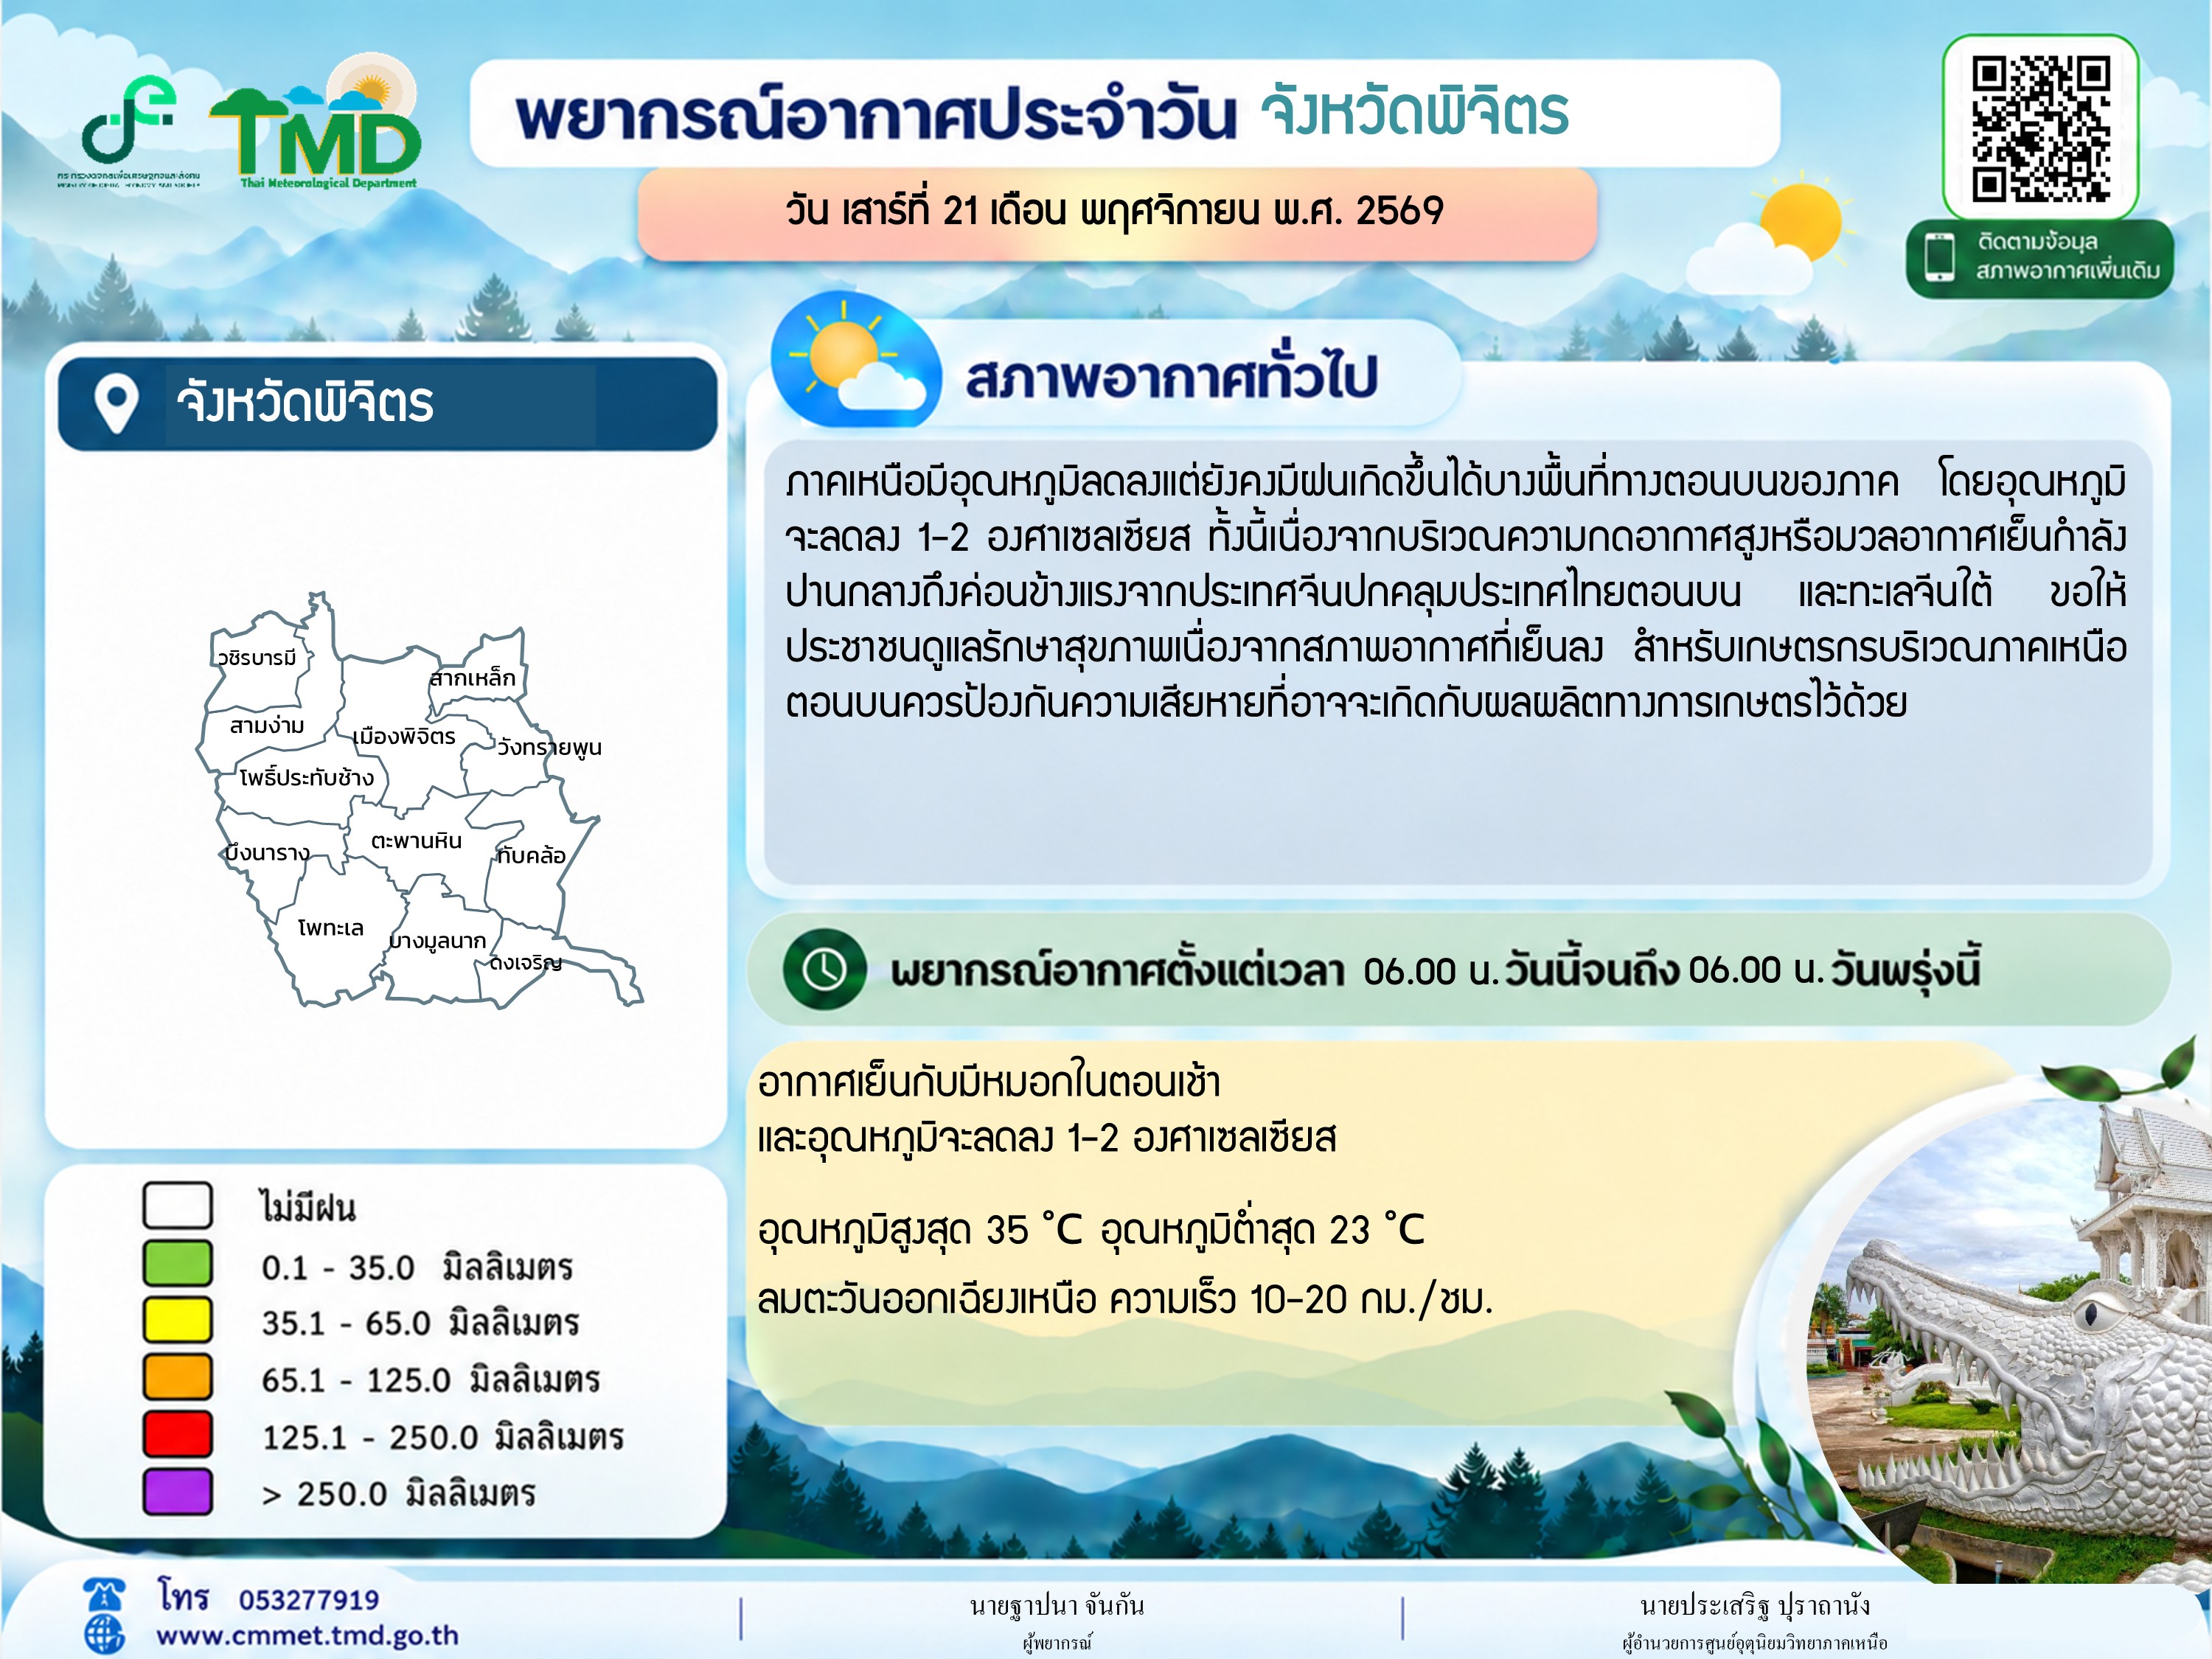 พยากรณ์อากาศประจำวัน จังหวัดพิจิตร
TMD
Thai Meteorological Department
วัน เสาร์ที่ 21 เดือน พฤศจิกายน พ.ศ. 2569
ติดตามข้อมูล
สภาพอากาศเพิ่มเติม
จังหวัดพิจิตร
วชิรบารมี
สากเหล็ก
สามง่าม
เมืองพิจิตร
วังทรายพูน
โพธิ์ประทับช้าง
ตะพานหิน
บึงนาราง
ทับคล้อ
โพทะเล
บางมูลนาก
ดงเจริญ
ไม่มีฝน
0.1 - 35.0 มิลลิเมตร
35.1 - 65.0 มิลลิเมตร
65.1 - 125.0 มิลลิเมตร
125.1 - 250.0 มิลลิเมตร
> 250.0 มิลลิเมตร
สภาพอากาศทั่วไป
ภาคเหนือมีอุณหภูมิลดลงแต่ยังคงมีฝนเกิดขึ้นได้บางพื้นที่ทางตอนบนของภาค โดยอุณหภูมิ
จะลดลง 1-2 องศาเซลเซียส ทั้งนี้เนื่องจากบริเวณความกดอากาศสูงหรือมวลอากาศเย็นกำลัง
ปานกลางถึงค่อนข้างแรงจากประเทศจีนปกคลุมประเทศไทยตอนบน และทะเลจีนใต้ ขอให้
ประชาชนดูแลรักษาสุขภาพเนื่องจากสภาพอากาศที่เย็นลง สำหรับเกษตรกรบริเวณภาคเหนือ
ตอนบนควรป้องกันความเสียหายที่อาจจะเกิดกับผลผลิตทางการเกษตรไว้ด้วย
พยากรณ์อากาศตั้งแต่เวลา 06.00 น. วันนี้จนถึง 06.00 น. วันพรุ่งนี้
อากาศเย็นกับมีหมอกในตอนเช้า
และอุณหภูมิจะลดลง 1-2 องศาเซลเซียส
อุณหภูมิสูงสุด 35 °C อุณหภูมิต่ำสุด 23 °C
ลมตะวันออกเฉียงเหนือ ความเร็ว 10-20 กม./ชม.
โทร 053277919
www.cmmet.tmd.go.th
นายฐาปนา จันกัน
ผู้พยากรณ์
นายประเสริฐ ปุราถานัง
ผู้อำนวยการศูนย์อุตุนิยมวิทยาภาคเหนือ